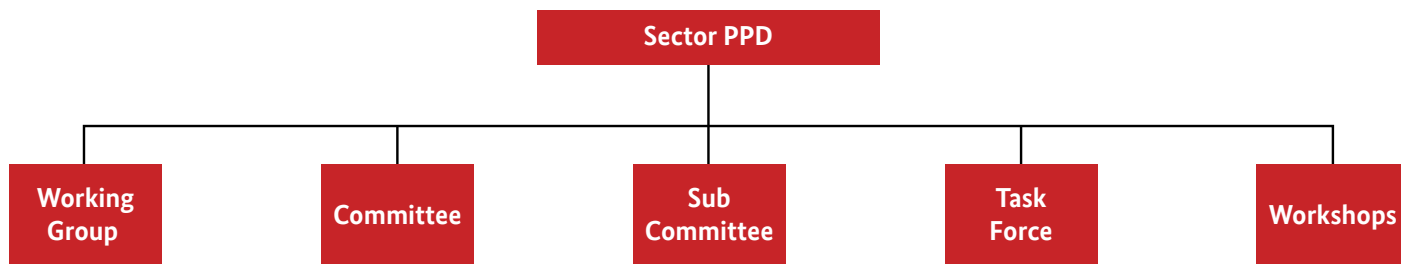 Sector PPD
Working
Group
Committee
Sub
Committee
Task
Force
Workshops